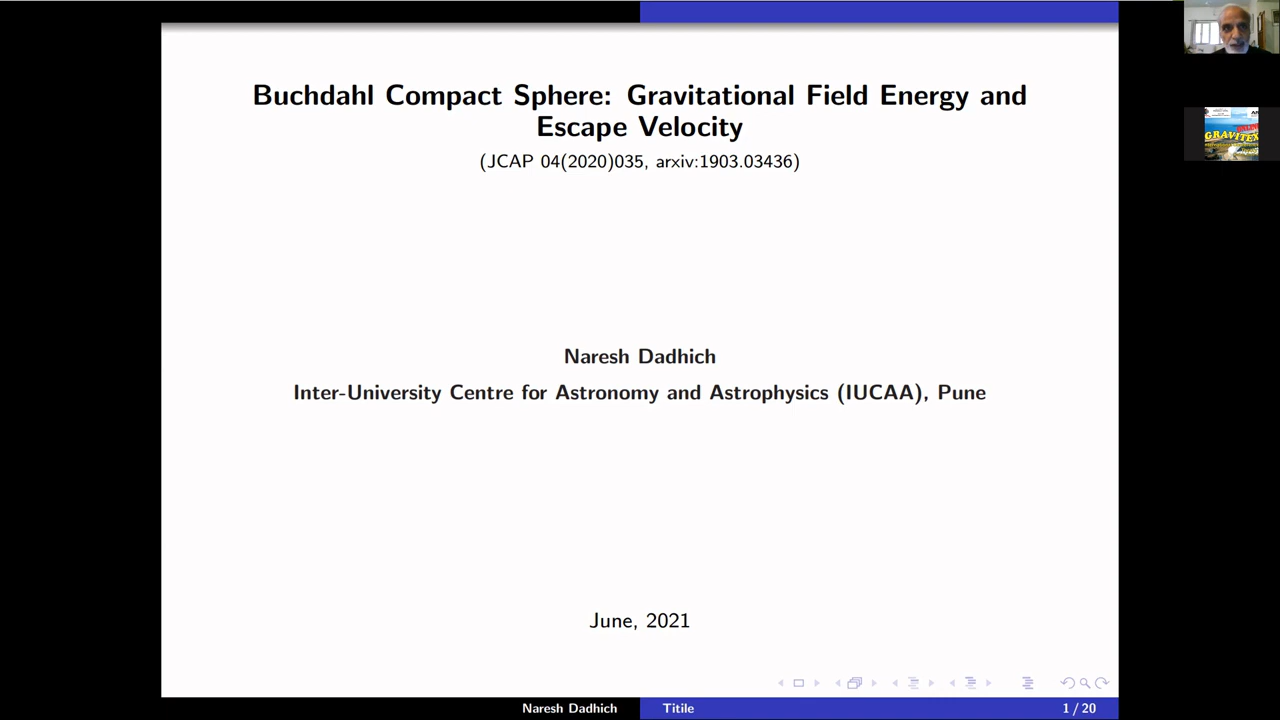 Buchdahl Compact Sphere: Gravitational Field Energy and
Escape Velocity
(JCAP 04(2020)035, arxiv:1903.03436)
Naresh Dadhich
Inter-University Centre for Astronomy and Astrophysics (IUCAA), Pune
June, 2021
Naresh Dadhich
Titile
1 / 20